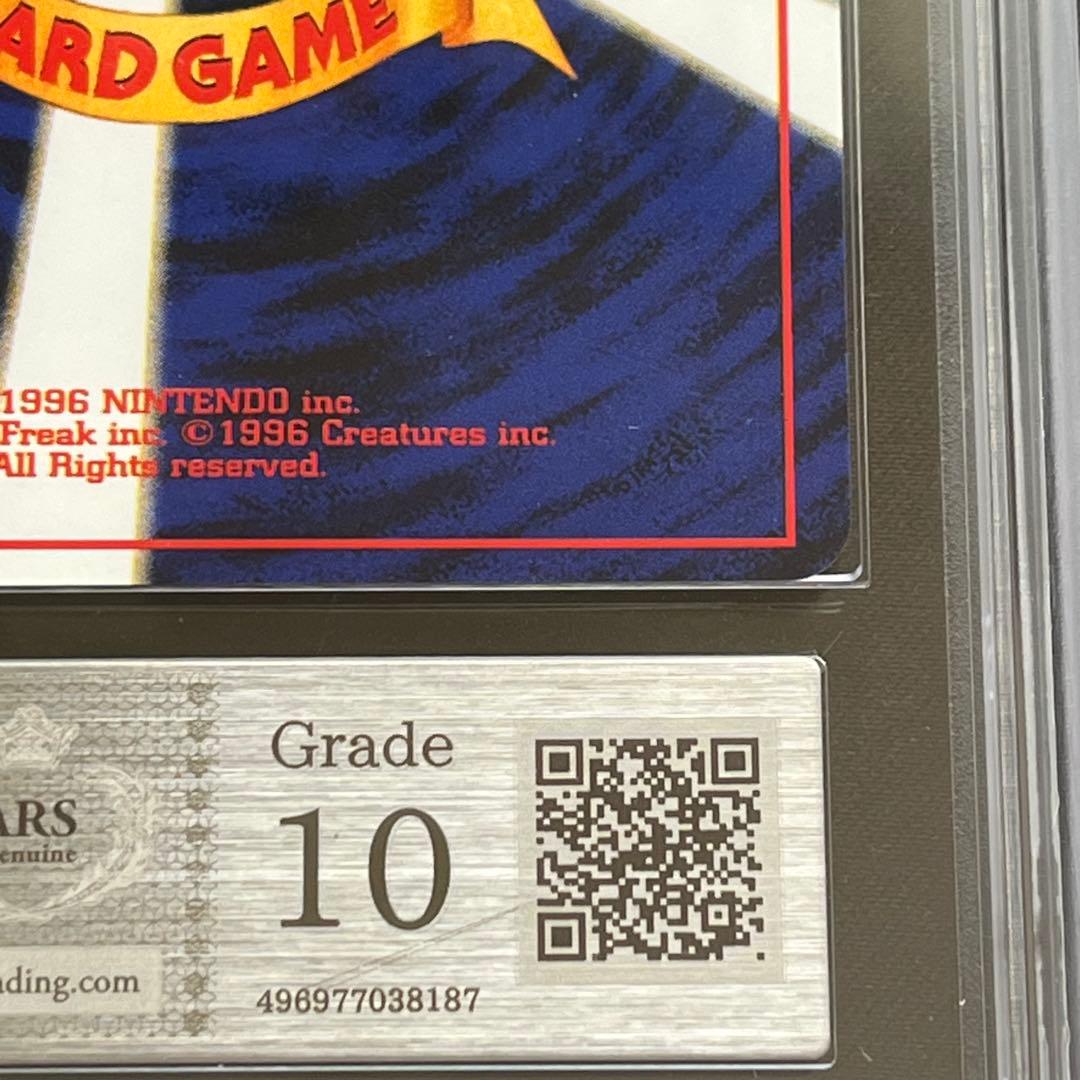 ARD GAME
1996 NINTENDO inc.
Freak inc. ©1996 Creatures inc.
All Rights reserved.
Grade
10
ARS
enuine
ding.com
496977038187